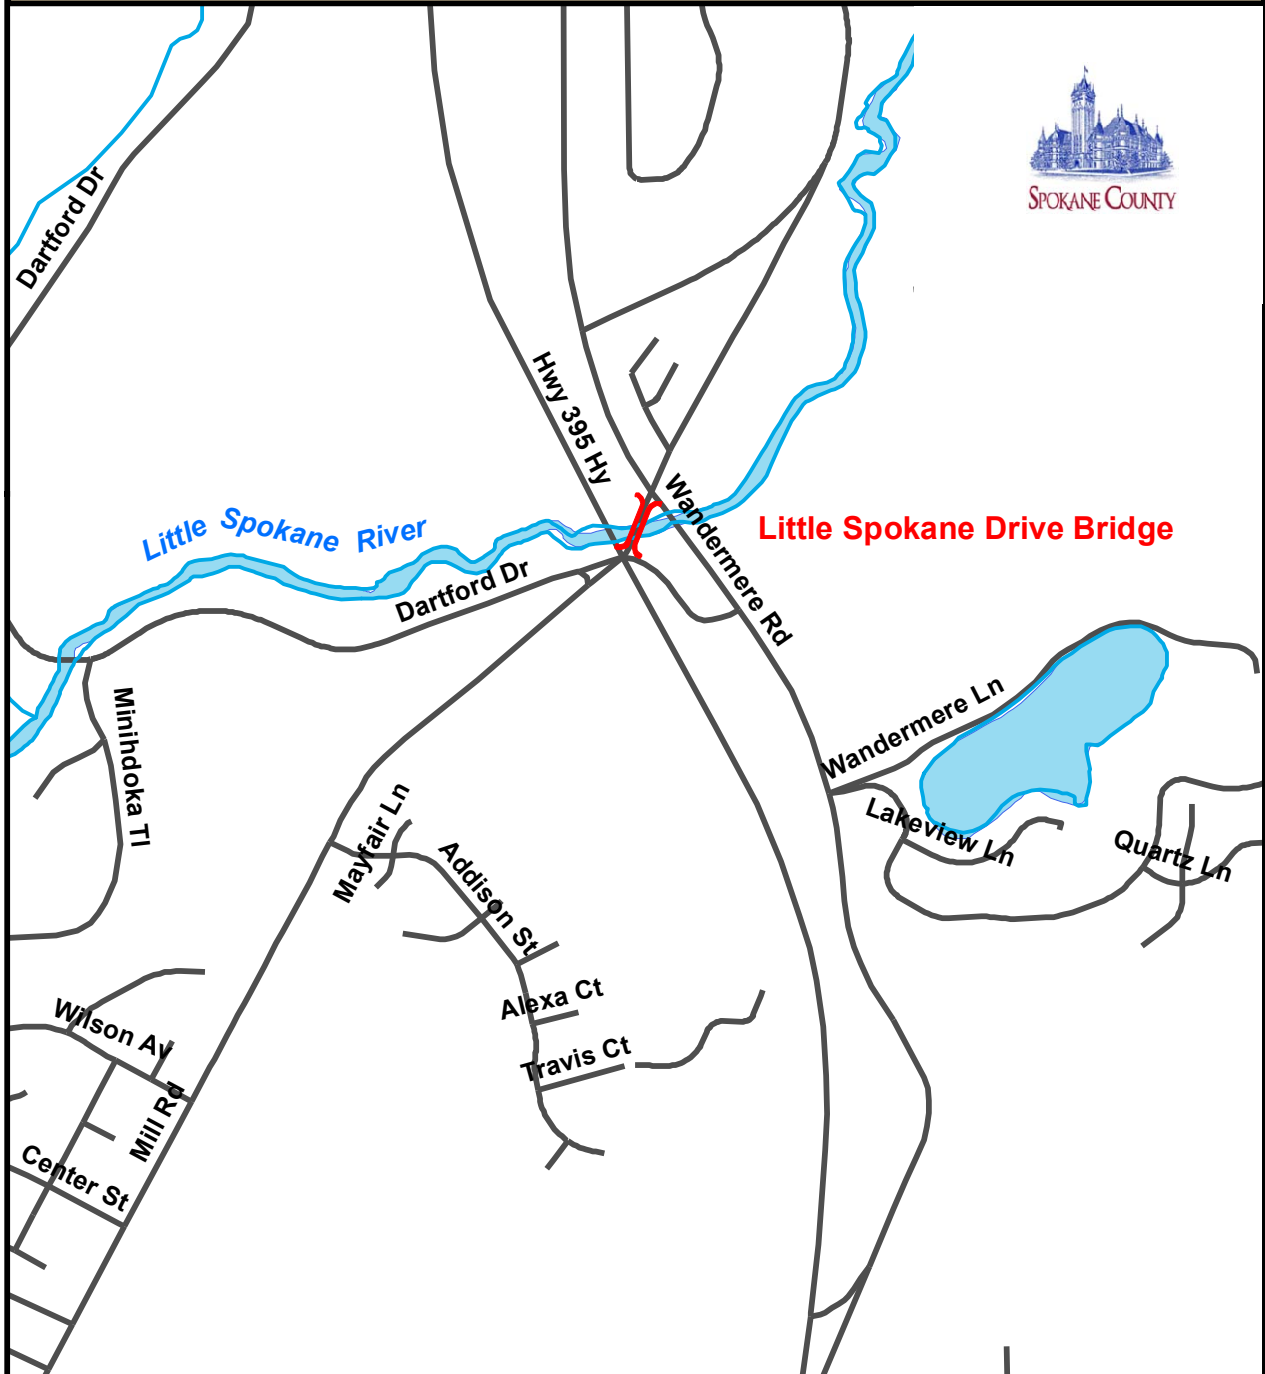 SPOKANE COUNTY
Dartford Dr
Hwy 395 Hy
Wandermere Rd
Little Spokane Drive Bridge
Little Spokane River
Dartford Dr
Minihdoka Tl
Wandermere Ln
Lakeview Ln
Quartz Ln
Mayfair Ln
Addison St
Alexa Ct
Travis Ct
Wilson Av
Mill Rd
Center St